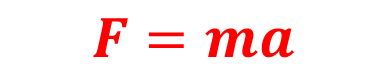 F = ma